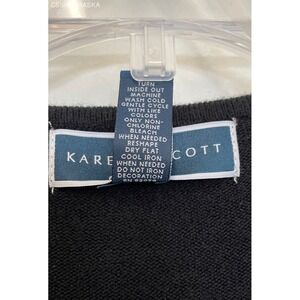 TURN
INSIDE OUT
MACHINE
WASH COLD
GENTLE CYCLE
WITH LIKE
COLORS
ONLY NON-
CHLORINE
BLEACH
WHEN NEEDED
RESHAPE
DRY FLAT
COOL IRON
WHEN NEEDED
DO NOT IRON
DECORATION
KARE COTT